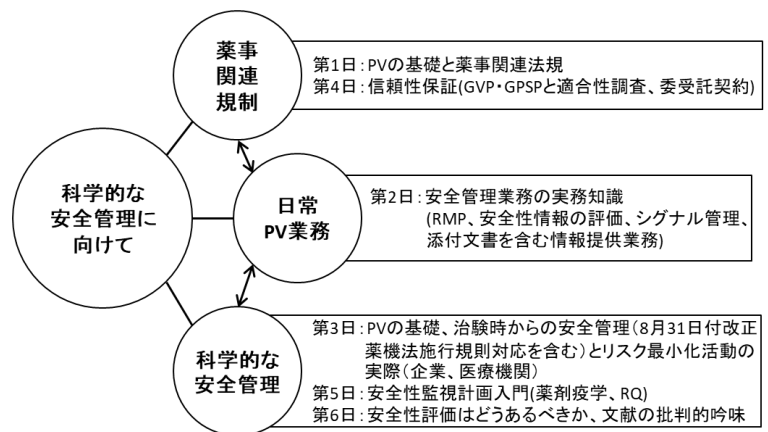 薬事
関連
規制
第1日：PVの基礎と薬事関連法規
第4日：信頼性保証(GVP・GPSPと適合性調査、委受託契約)
科学的な
安全管理に
向けて
日常
PV業務
第2日：安全管理業務の実務知識
(RMP、安全性情報の評価、シグナル管理、
添付文書を含む情報提供業務)
科学的な
安全管理
第3日：PVの基礎、治験時からの安全管理（8月31日付改正
薬機法施行規則対応を含む）とリスク最小化活動の
実際（企業、医療機関）
第5日：安全性監視計画入門(薬剤疫学、RQ)
第6日：安全性評価はどうあるべきか、文献の批判的吟味